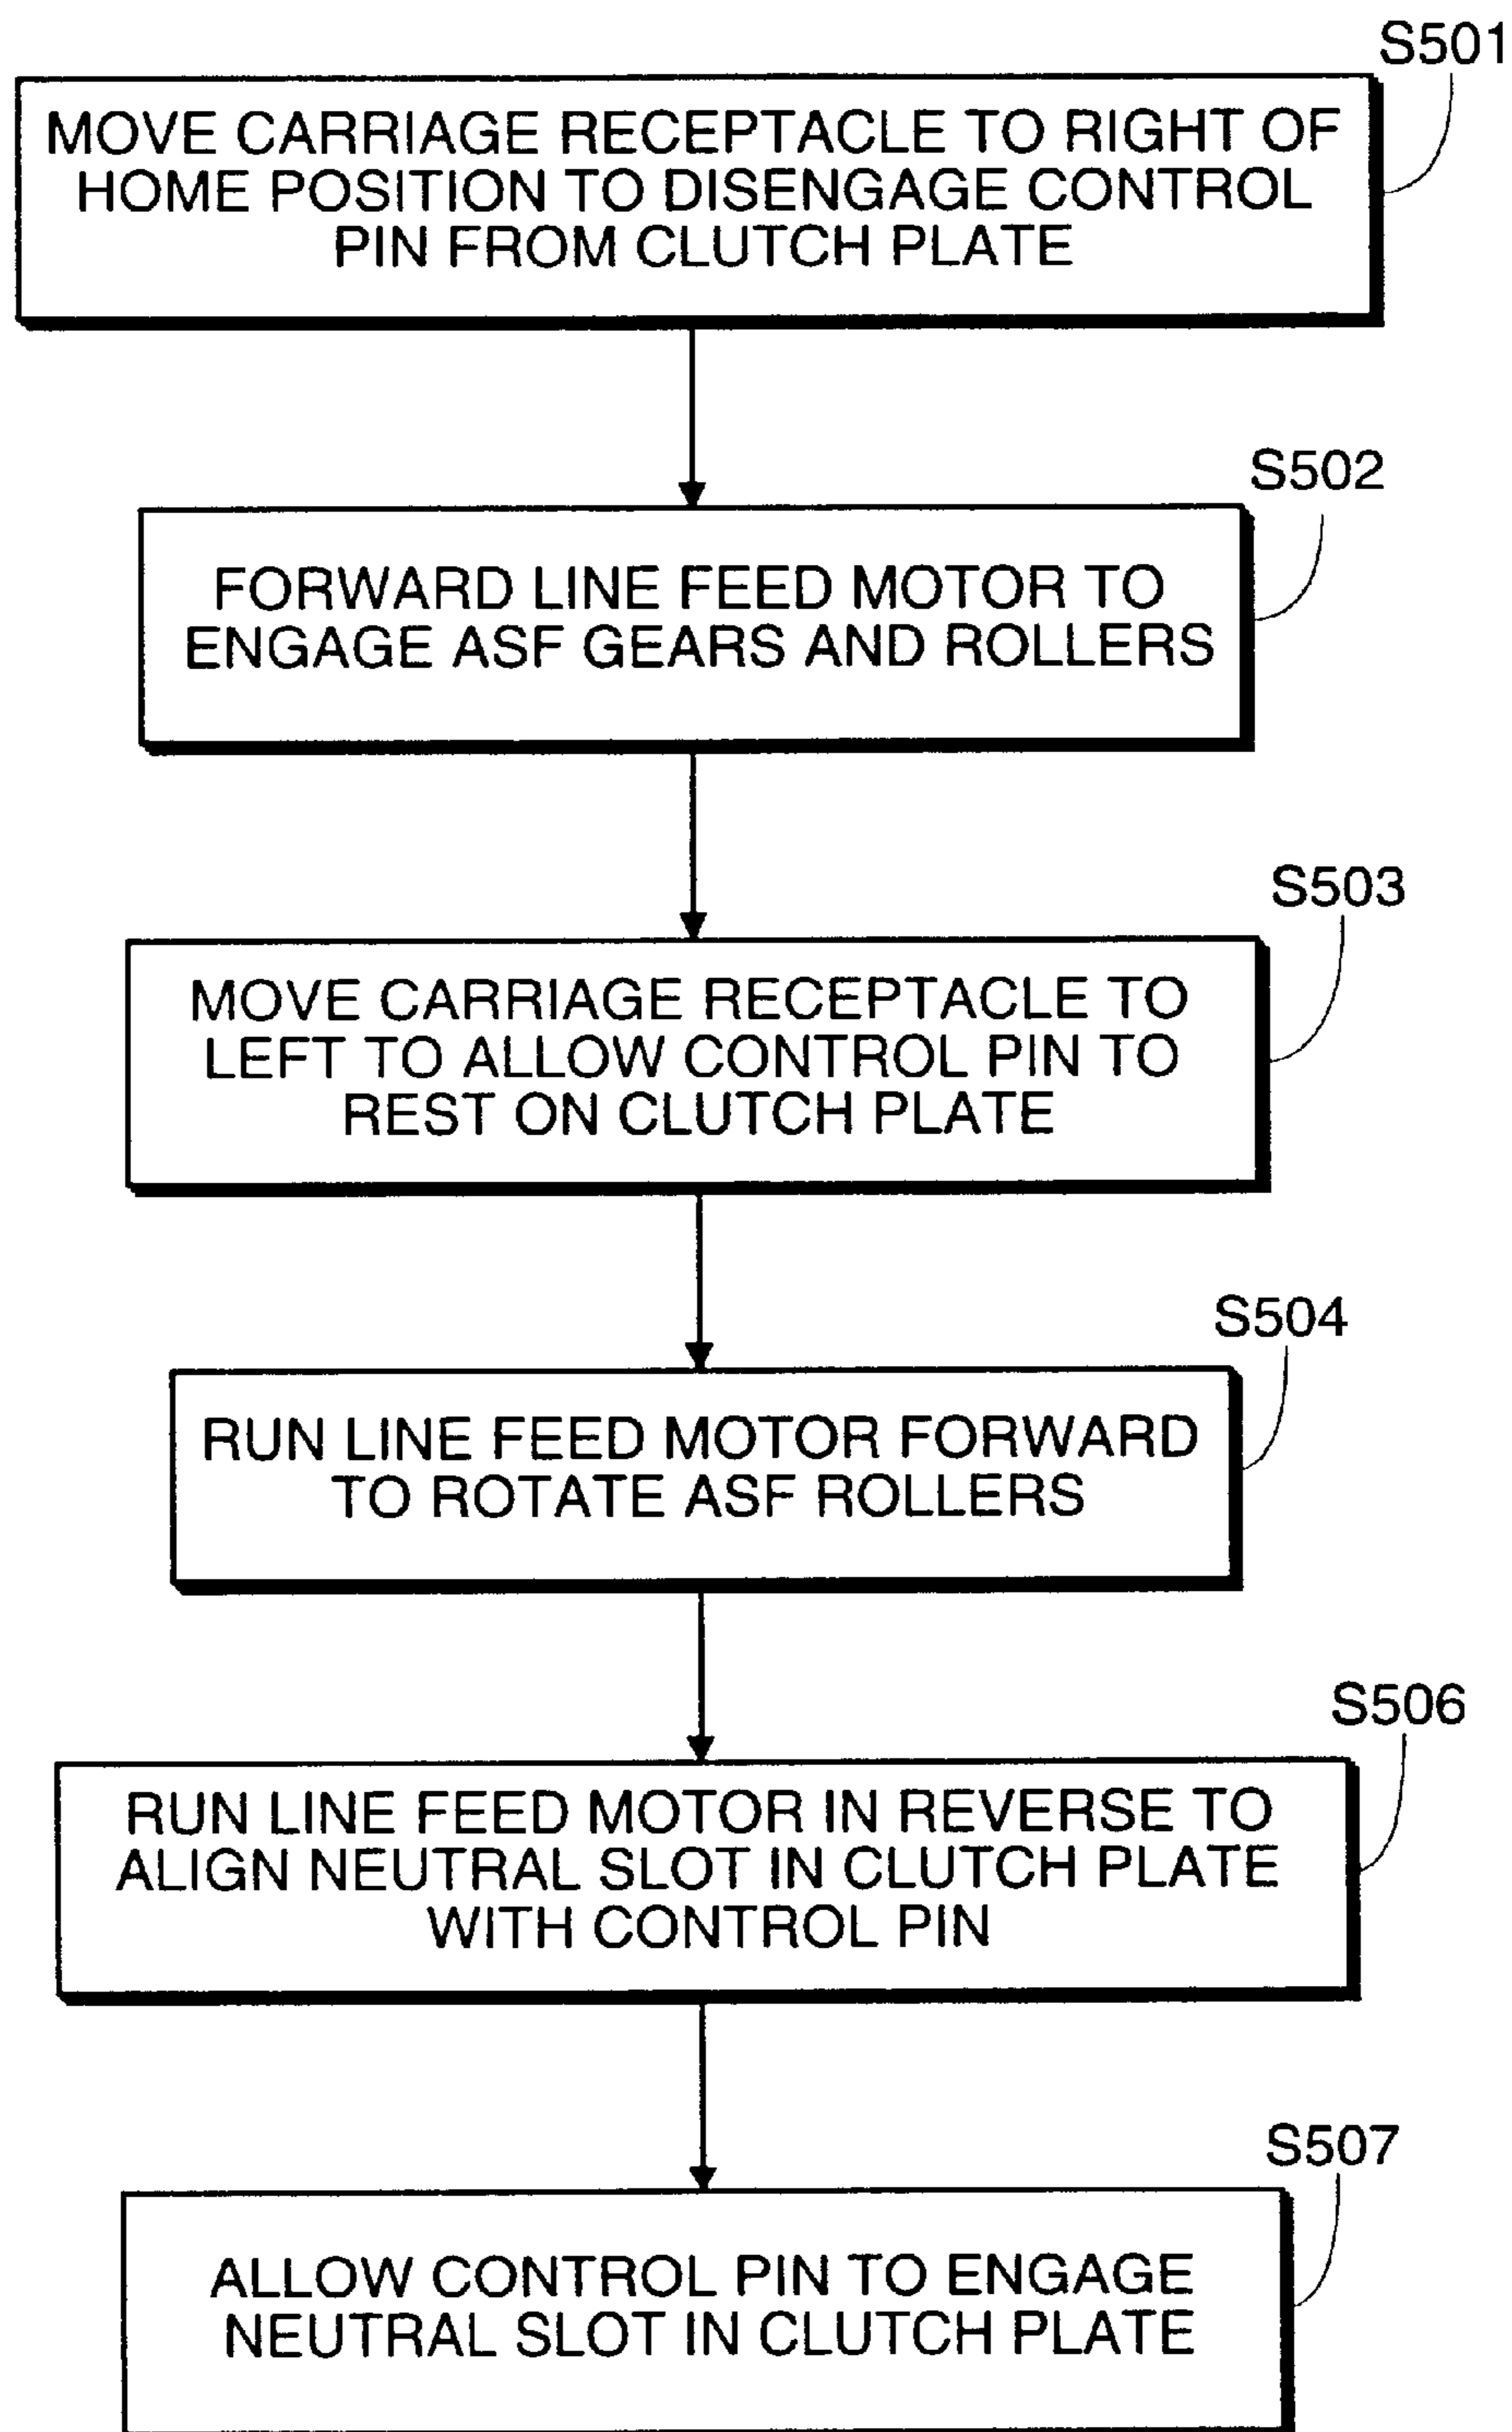 S501
MOVE CARRIAGE RECEPTACLE TO RIGHT OF
HOME POSITION TO DISENGAGE CONTROL
PIN FROM CLUTCH PLATE
S502
FORWARD LINE FEED MOTOR TO
ENGAGE ASF GEARS AND ROLLERS
S503
MOVE CARRIAGE RECEPTACLE TO
LEFT TO ALLOW CONTROL PIN TO
REST ON CLUTCH PLATE
S504
RUN LINE FEED MOTOR FORWARD
TO ROTATE ASF ROLLERS
S506
RUN LINE FEED MOTOR IN REVERSE TO
ALIGN NEUTRAL SLOT IN CLUTCH PLATE
WITH CONTROL PIN
S507
ALLOW CONTROL PIN TO ENGAGE
NEUTRAL SLOT IN CLUTCH PLATE